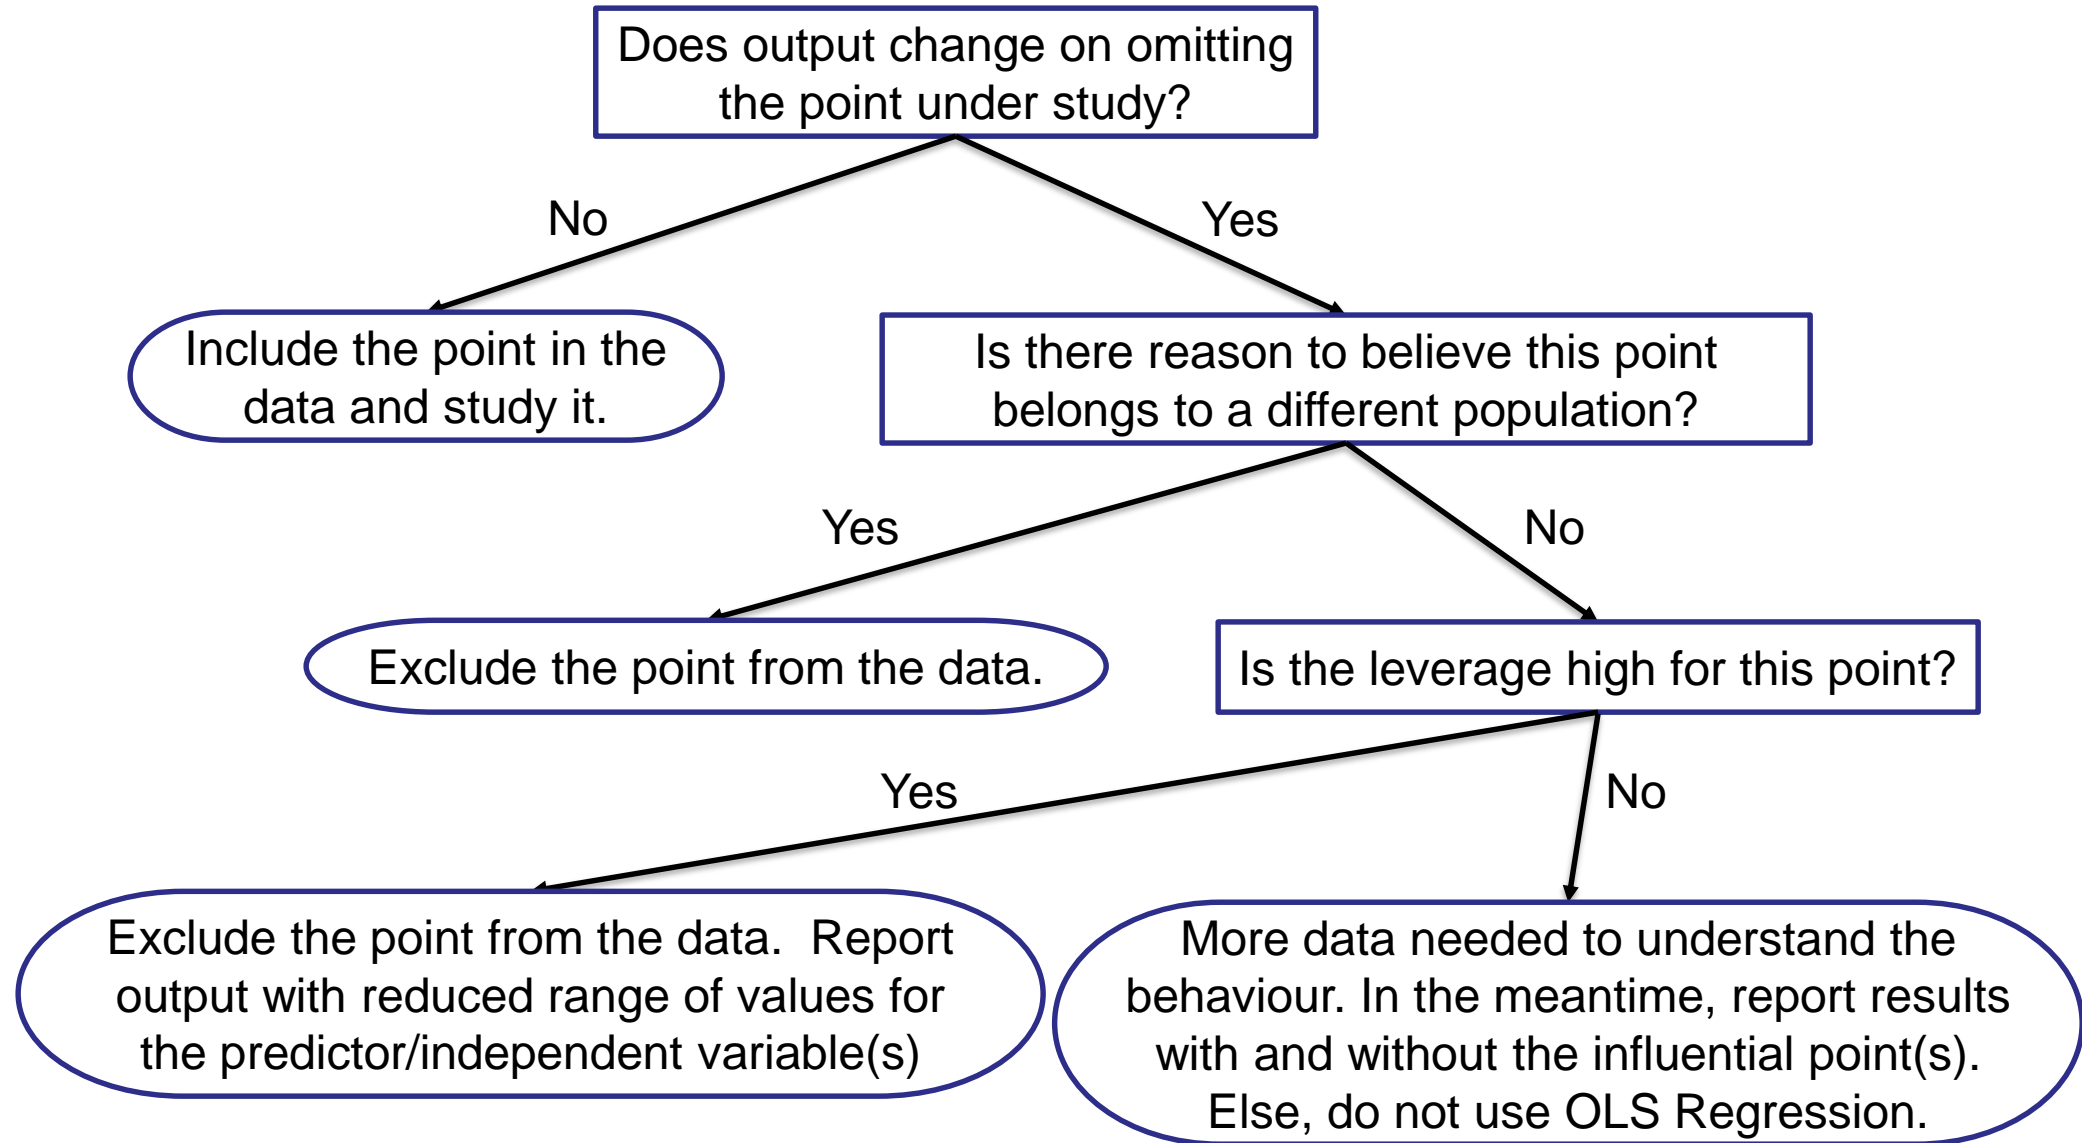 Does output change on omitting
the point under study?
No
Yes
Include the point in the
data and study it.
Is there reason to believe this point
belongs to a different population?
Yes
No
Exclude the point from the data.
Is the leverage high for this point?
Yes
No
Exclude the point from the data.  Report
output with reduced range of values for
the predictor/independent variable(s)
More data needed to understand the
behaviour. In the meantime, report results
with and without the influential point(s).
Else, do not use OLS Regression.